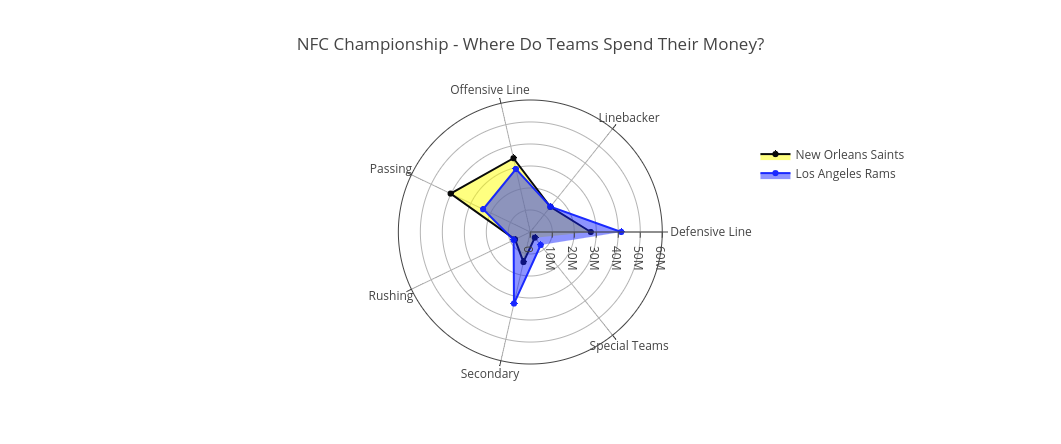 NFC Championship - Where Do Teams Spend Their Money?
Offensive Line
Linebacker
New Orleans Saints
Passing
Los Angeles Rams
Defensive Line
0
10M
20M
30M
40M
50M
60M
Rushing
Special Teams
Secondary